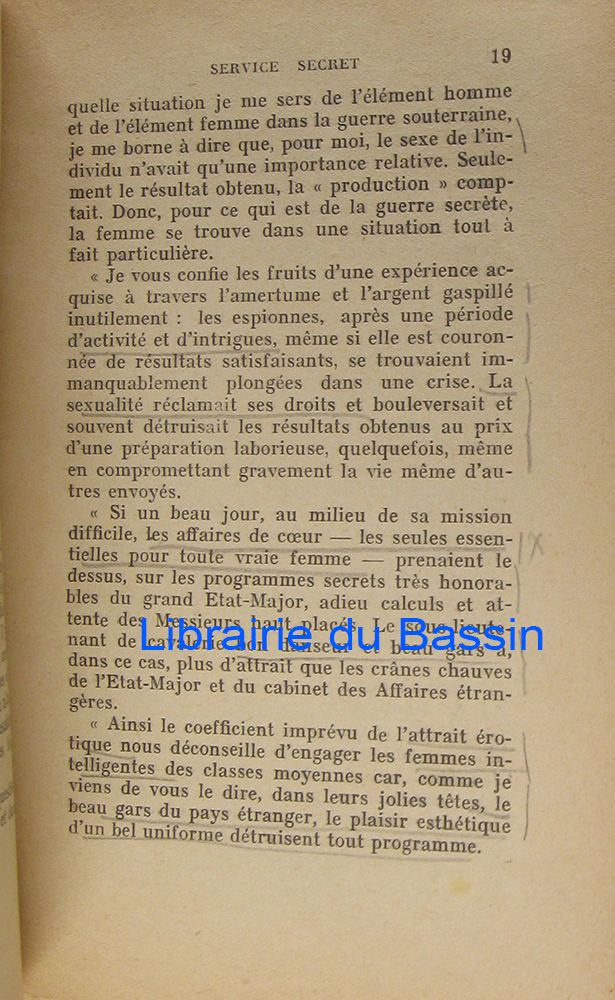 SERVICE SECRET 19
quelle situation je me sers de l'élément homme
et de l'élément femme dans la guerre souterraine,
je me borne à dire que, pour moi, le sexe de l'in-
dividu n'avait qu'une importance relative. Seule-
ment le résultat obtenu, la « production » comp-
tait. Donc, pour ce qui est de la guerre secrète,
la femme se trouve dans une situation tout à
fait particulière.
« Je vous confie les fruits d'une expérience ac-
quise à travers l'amertume et l'argent gaspillé
inutilement : les espionnes, après une période
d'activité et d'intrigues, même si elle est couron-
née de résultats satisfaisants, se trouvaient im-
manquablement plongées dans une crise. La
sexualité réclamait ses droits et bouleversait et
souvent détruisait les résultats obtenus au prix
d'une préparation laborieuse, quelquefois, même
en compromettant gravement la vie même d'au-
tres envoyés.
« Si un beau jour, au milieu de sa mission
difficile, les affaires de cœur — les seules essen-
tielles pour toute vraie femme — prenaient le
dessus, sur les programmes secrets très honora-
bles du grand Etat-Major, adieu calculs et at-
tente des Messieurs haut placés. Le sous-lieute-
nant de cavalerie bon danseur et beau gars a,
Librairie du Bassin
dans ce cas, plus d'attrait que les crânes chauves
de l'Etat-Major et du cabinet des Affaires étran-
gères.
« Ainsi le coefficient imprévu de l'attrait éro-
tique nous déconseille d'engager les femmes in-
telligentes des classes moyennes car, comme je
viens de vous le dire, dans leurs jolies têtes, le
beau gars du pays étranger, le plaisir esthétique
d'un bel uniforme détruisent tout programme.